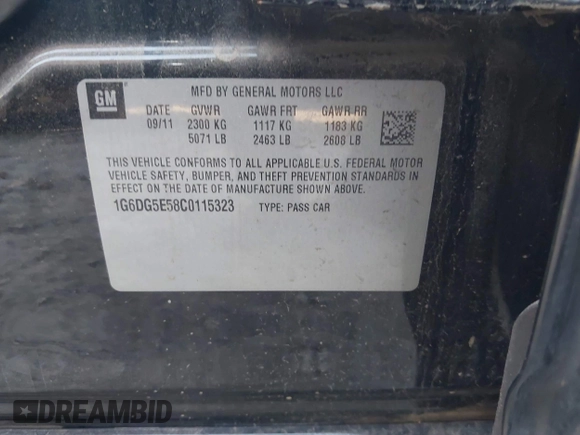 MFD BY GENERAL MOTORS LLC
GM
DATE GVWR GAWR FRT GAWR RR
09/11 2300 KG 1117 KG 1183 KG
5071 LB 2463 LB 2608 LB
THIS VEHICLE CONFORMS TO ALL APPLICABLE U.S. FEDERAL MOTOR
VEHICLE SAFETY, BUMPER, AND THEFT PREVENTION STANDARDS
IN EFFECT ON THE DATE OF MANUFACTURE SHOWN ABOVE.
1G6DG5E58C0115323 TYPE: PASS CAR
DREAMBID